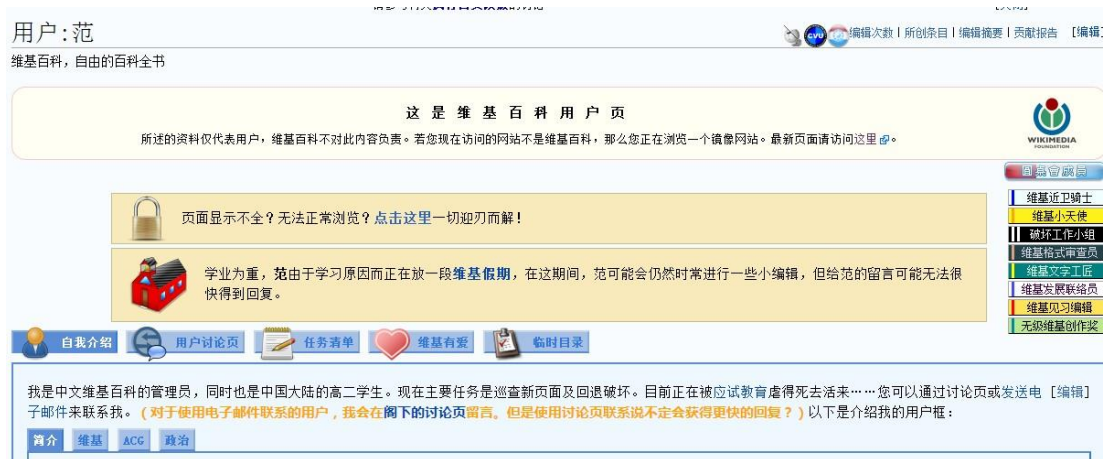 用户:范
编辑次数 | 所创条目 | 编辑摘要 | 贡献报告 [编辑]
维基百科，自由的百科全书
这是维基百科用户页
所述的资料仅代表用户，维基百科不对此内容负责。若您现在访问的网站不是维基百科，那么您正在浏览一个镜像网站。最新页面请访问这里。
WIKIMEDIA
FOUNDATION
维基近卫骑士
页面显示不全？无法正常浏览？点击这里一切迎刃而解！
维基小天使
破坏工作小组
维基格式审查员
学业为重，范由于学习原因而正在放一段维基假期，在这期间，范可能会仍然时常进行一些小编辑，但给范的留言可能无法很
快得到回复。
维基文字工匠
维基发展联络员
维基见习编辑
无级维基创作奖
自我介绍 用户讨论页 任务清单 维基有爱 临时目录
我是中文维基百科的管理员，同时也是中国大陆的高二学生。现在主要任务是巡查新页面及回退破坏。目前正在被应试教育虐得死去活来……您可以通过讨论页或发送电 [编辑]
子邮件来联系我。（对于使用电子邮件联系的用户，我会在阁下的讨论页留言。但是使用讨论页联系说不定会获得更快的回复？）以下是介绍我的用户框：
简介 维基 ACG 政治
CVU